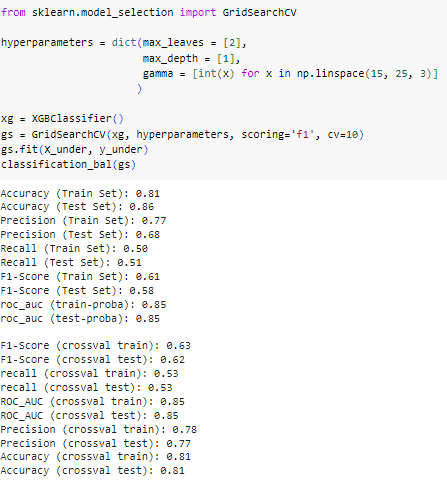 from sklearn.model_selection import GridSearchCV
hyperparameters = dict(max_leaves = [2],
max_depth = [1],
gamma = [int(x) for x in np.linspace(15, 25, 3)]
)
xg = XGBClassifier()
gs = GridSearchCV(xg, hyperparameters, scoring='f1', cv=10)
gs.fit(X_under, y_under)
classification_bal(gs)
Accuracy (Train Set): 0.81
Accuracy (Test Set): 0.86
Precision (Train Set): 0.77
Precision (Test Set): 0.68
Recall (Train Set): 0.50
Recall (Test Set): 0.51
F1-Score (Train Set): 0.61
F1-Score (Test Set): 0.58
roc_auc (train-proba): 0.85
roc_auc (test-proba): 0.85
F1-Score (crossval train): 0.63
F1-Score (crossval test): 0.62
recall (crossval train): 0.53
recall (crossval test): 0.53
ROC_AUC (crossval train): 0.85
ROC_AUC (crossval test): 0.85
Precision (crossval train): 0.78
Precision (crossval test): 0.77
Accuracy (crossval train): 0.81
Accuracy (crossval test): 0.81